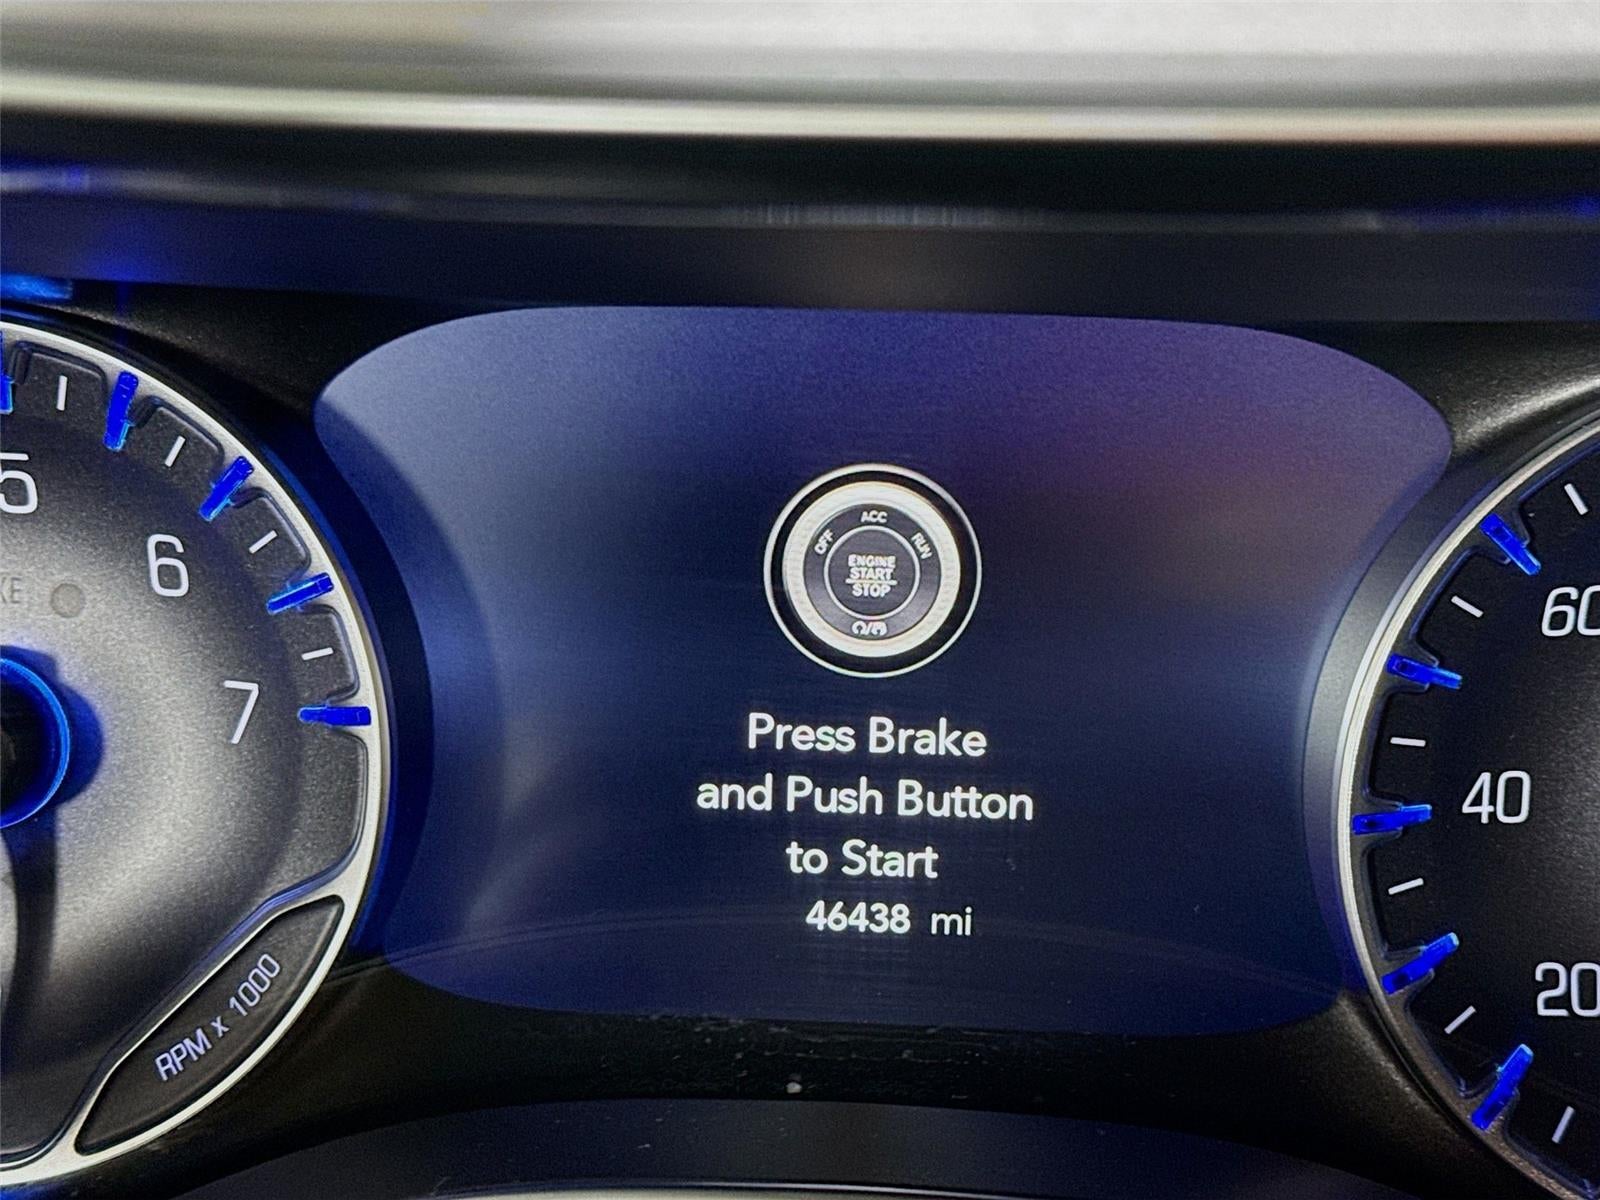 5
6
7
KE
RPM x 1000
ACC
OFF
RUN
ENGINE
START
STOP
Press Brake
and Push Button
to Start
46438 mi
60
40
20